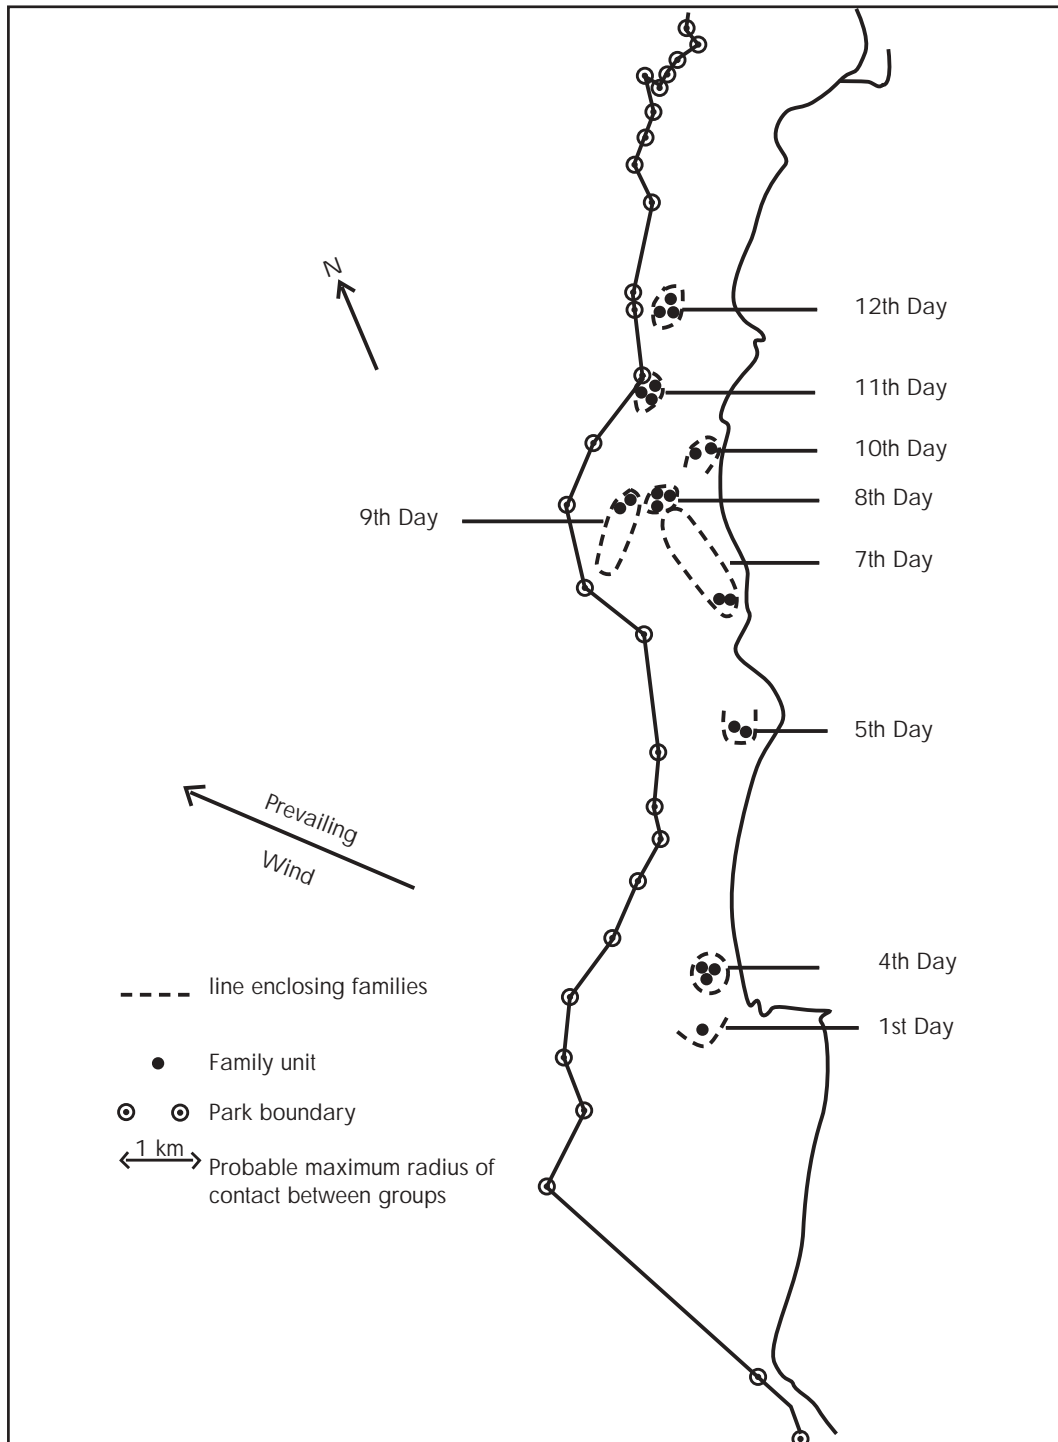 N
12th Day
11th Day
10th Day
8th Day
9th Day
7th Day
5th Day
Prevailing
Wind
4th Day
line enclosing families
1st Day
Family unit
Park boundary
1 km
Probable maximum radius of
contact between groups